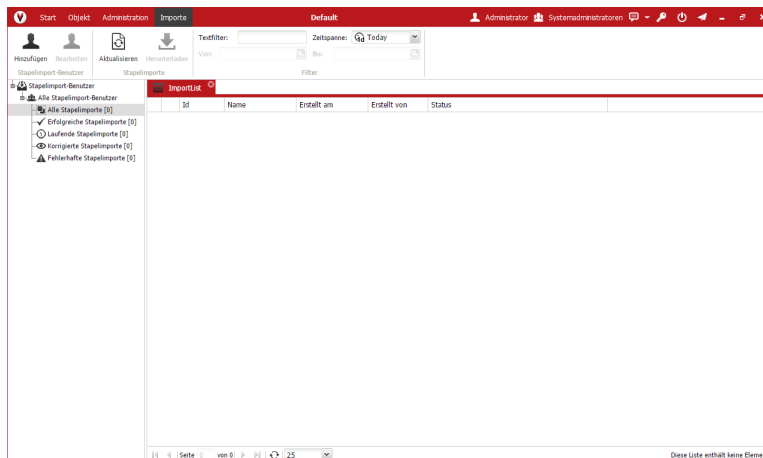 Start Objekt Administration Importe Default Administrator Systemadministratoren
Hinzufügen Bearbeiten Aktualisieren Herunterladen
Textfilter: Zeitspanne: Today
Von: Bis:
Stapelimport-Benutzer Stapelimporte Filter
Stapelimport-Benutzer
Alle Stapelimport-Benutzer
Alle Stapelimporte [0]
Erfolgreiche Stapelimporte [0]
Laufende Stapelimporte [0]
Korrigierte Stapelimporte [0]
Fehlerhafte Stapelimporte [0]
ImportList
Id Name Erstellt am Erstellt von Status
Seite 0 von 0 25 Diese Liste enthält keine Eleme